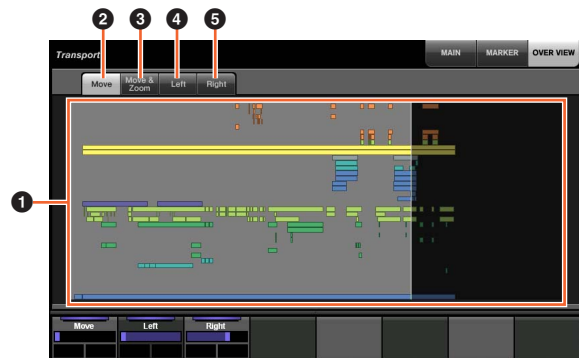 2 3 4 5
Transport MAIN MARKER OVER VIEW
Move Move & Zoom Left Right
1
Move Left Right